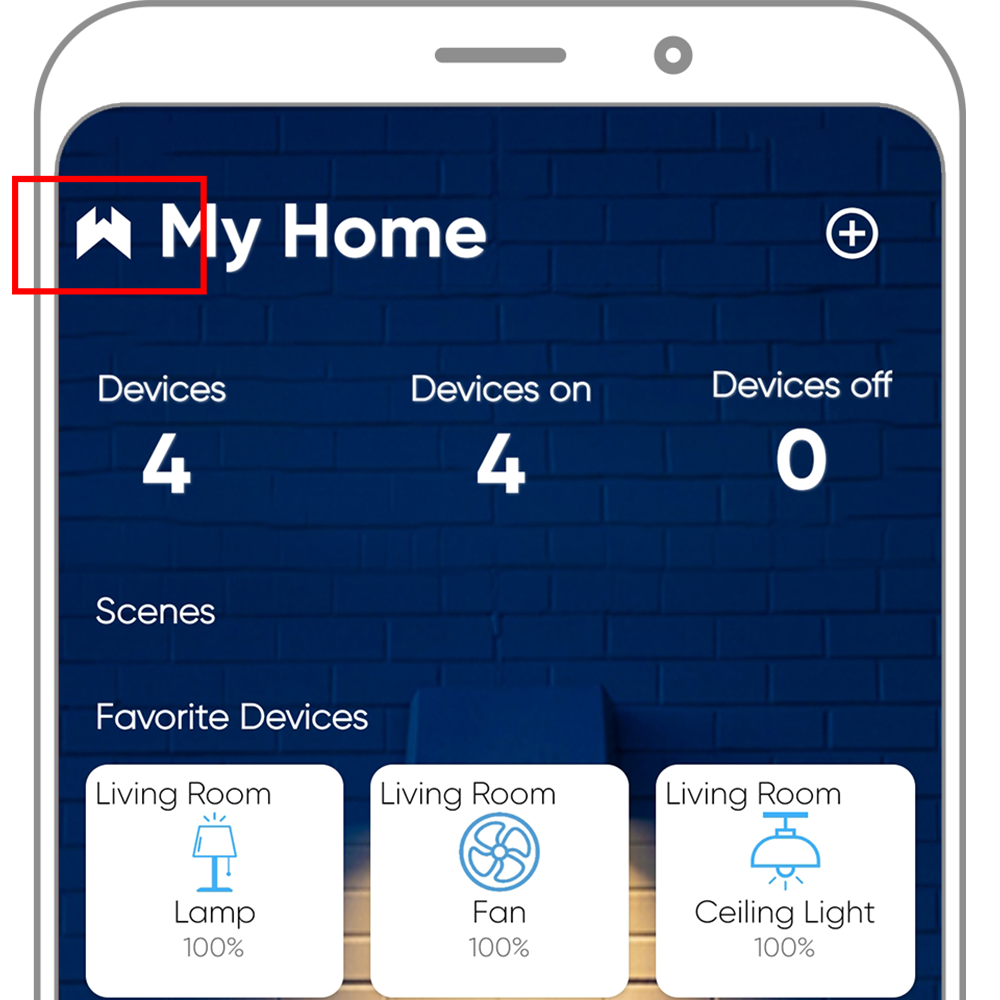 My Home
Devices Devices on Devices off
4 4 0
Scenes
Favorite Devices
Living Room Living Room Living Room
Lamp Fan Ceiling Light
100% 100% 100%